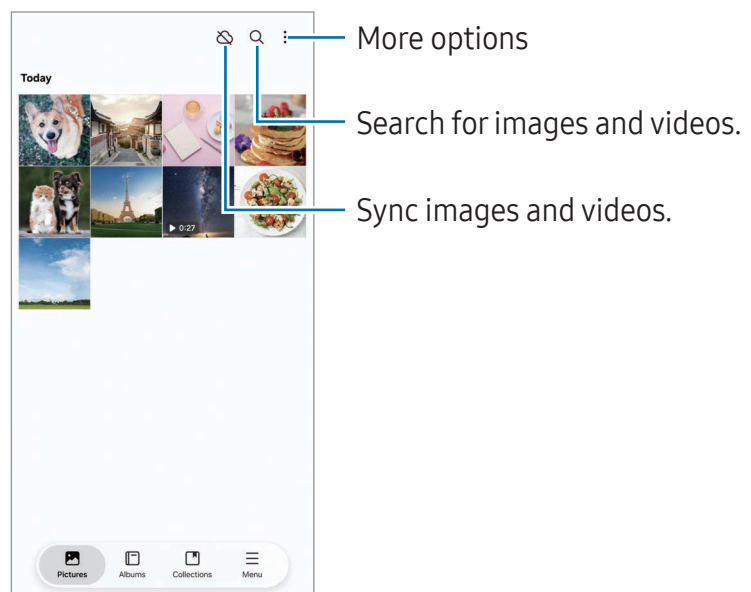 More options
Today
Search for images and videos.
Sync images and videos.
0:27
Pictures Albums Collections Menu